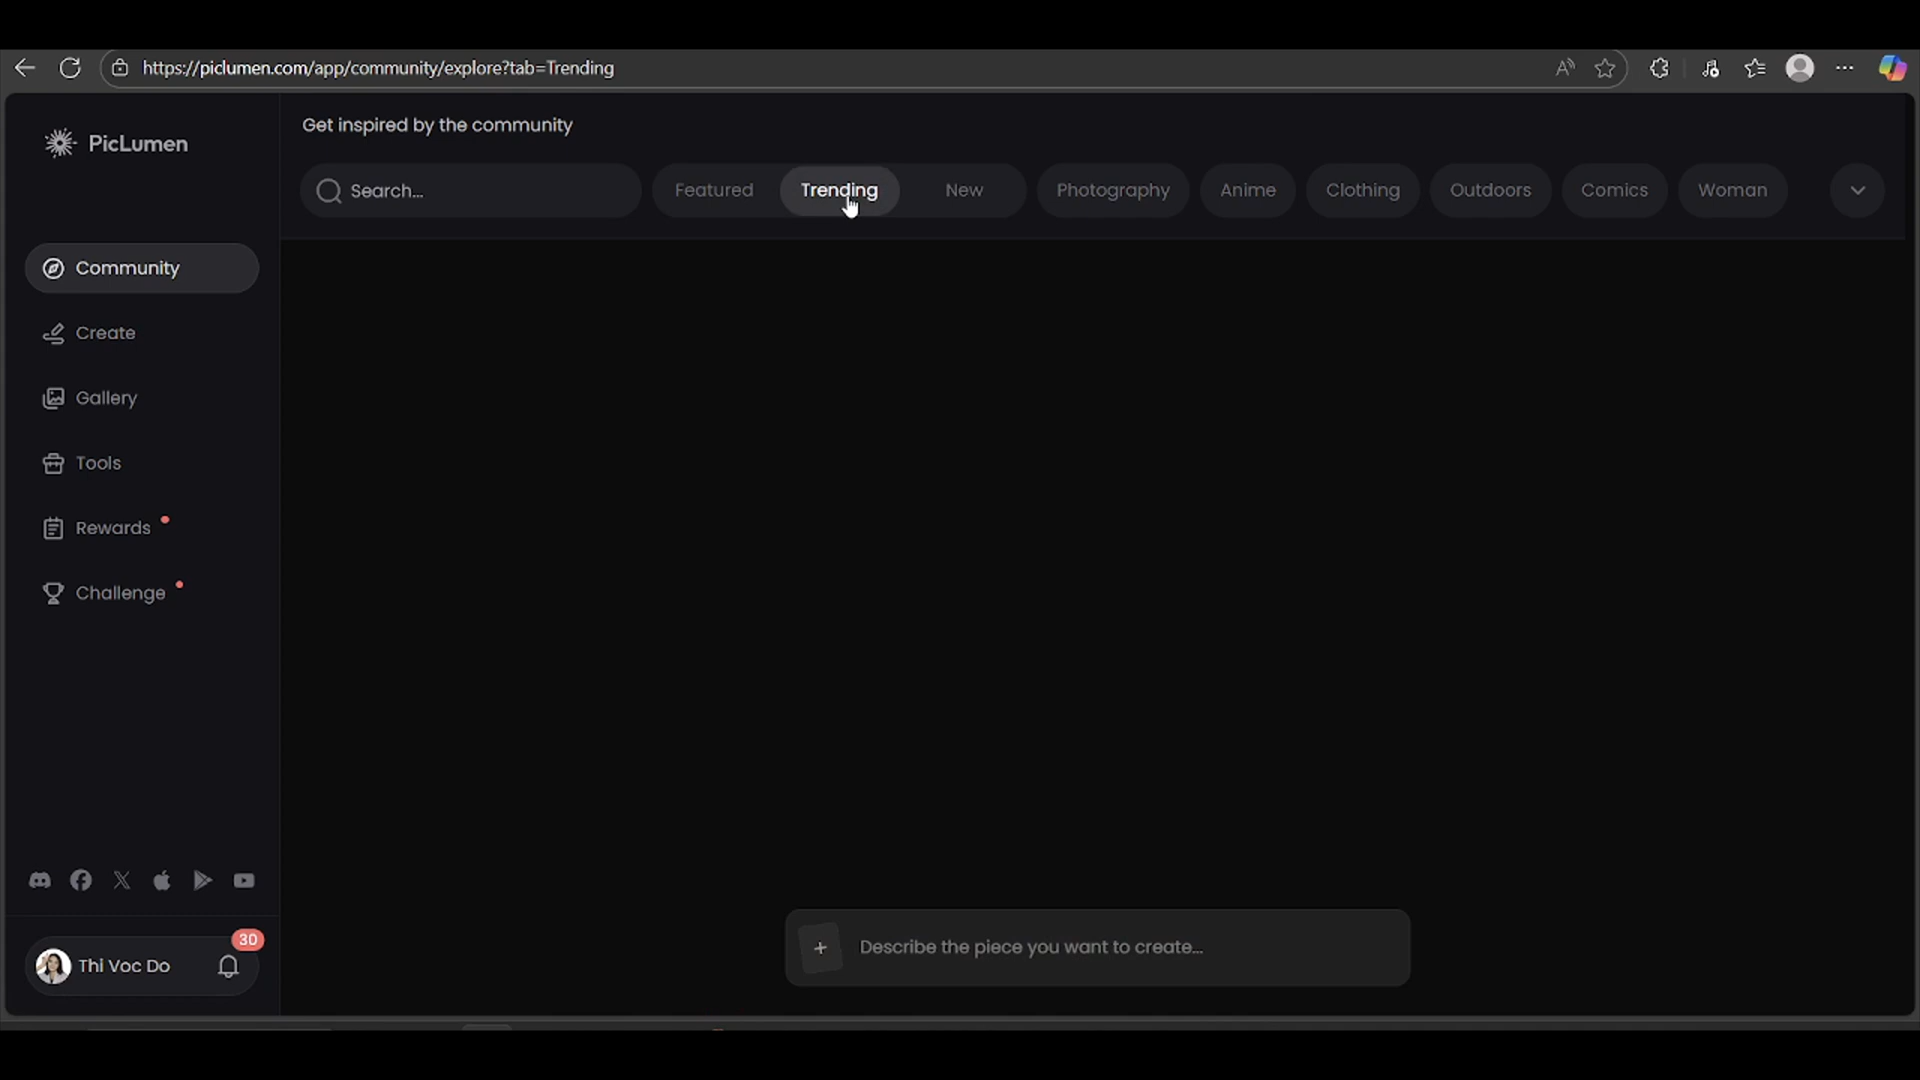 https://piclumen.com/app/community/explore?tab=Trending
PicLumen
Get inspired by the community
Search...
Featured
Trending
New
Photography
Anime
Clothing
Outdoors
Comics
Woman
Community
Create
Gallery
Tools
Rewards
Challenge
30
Thi Voc Do
+ Describe the piece you want to create...